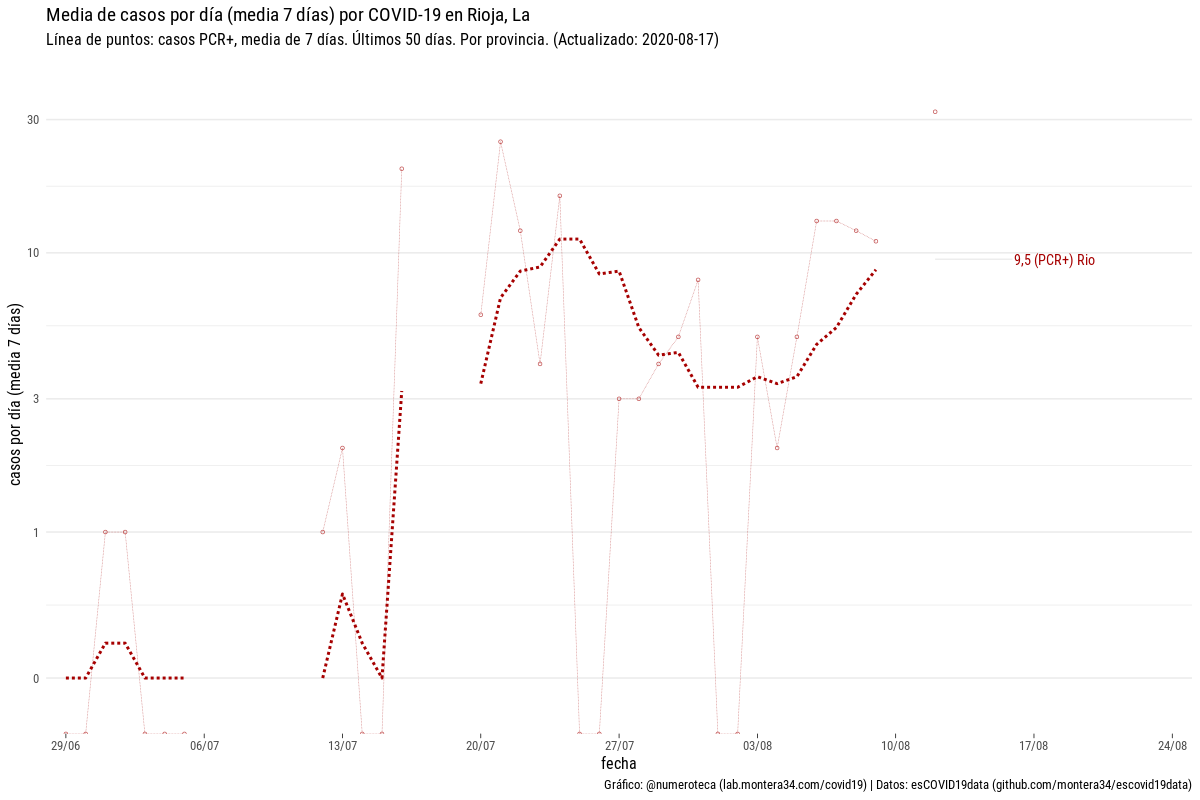 Media de casos por día (media 7 días) por COVID-19 en Rioja, La
Línea de puntos: casos PCR+, media de 7 días. Últimos 50 días. Por provincia. (Actualizado: 2020-08-17)
casos por día (media 7 días)
30
10
3
1
0
9,5 (PCR+) Rio
29/06 06/07 13/07 20/07 27/07 03/08 10/08 17/08 24/08
fecha
Gráfico: @numeroteca (lab.montera34.com/covid19) | Datos: esCOVID19data (github.com/montera34/escovid19data)